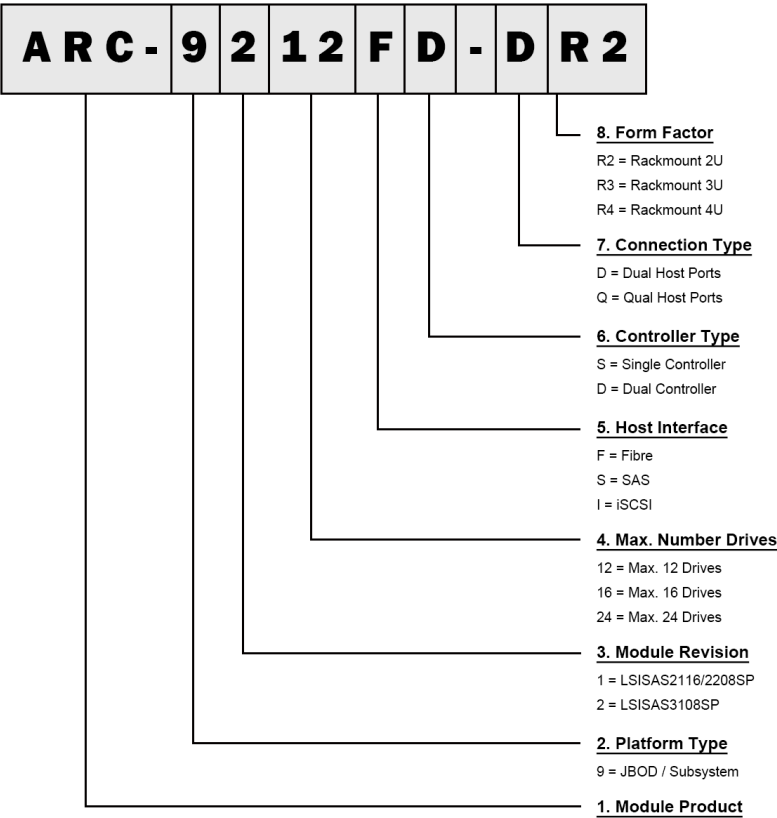 ARC-9212FD-DR2
8. Form Factor
R2 = Rackmount 2U
R3 = Rackmount 3U
R4 = Rackmount 4U
7. Connection Type
D = Dual Host Ports
Q = Qual Host Ports
6. Controller Type
S = Single Controller
D = Dual Controller
5. Host Interface
F = Fibre
S = SAS
I = iSCSI
4. Max. Number Drives
12 = Max. 12 Drives
16 = Max. 16 Drives
24 = Max. 24 Drives
3. Module Revision
1 = LSISAS2116/2208SP
2 = LSISAS3108SP
2. Platform Type
9 = JBOD / Subsystem
1. Module Product